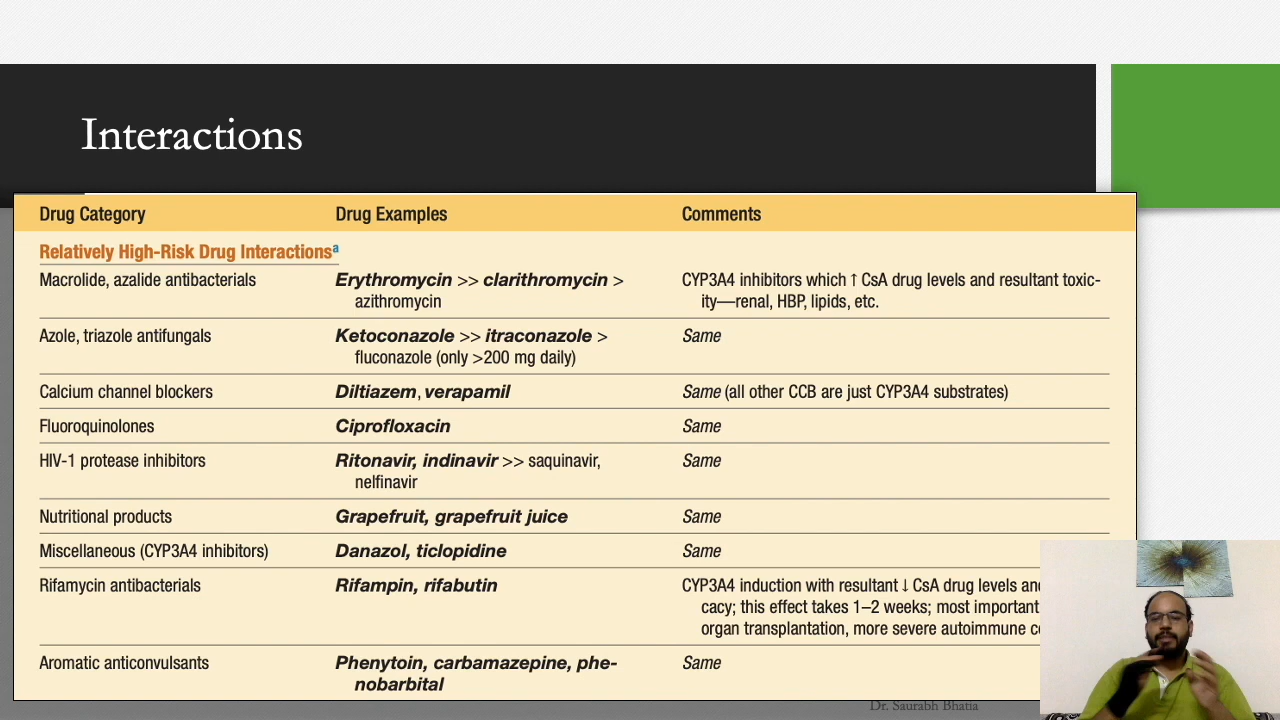 Interactions
Drug Category Drug Examples Comments
Relatively High-Risk Drug Interactionsa
Macrolide, azalide antibacterials Erythromycin >> clarithromycin > CYP3A4 inhibitors which ↑ CsA drug levels and resultant toxic-
azithromycin ity—renal, HBP, lipids, etc.
Azole, triazole antifungals Ketoconazole >> itraconazole > Same
fluconazole (only >200 mg daily)
Calcium channel blockers Diltiazem, verapamil Same (all other CCB are just CYP3A4 substrates)
Fluoroquinolones Ciprofloxacin Same
HIV-1 protease inhibitors Ritonavir, indinavir >> saquinavir, Same
nelfinavir
Nutritional products Grapefruit, grapefruit juice Same
Miscellaneous (CYP3A4 inhibitors) Danazol, ticlopidine Same
Rifamycin antibacterials Rifampin, rifabutin CYP3A4 induction with resultant ↓ CsA drug levels and
cacy; this effect takes 1–2 weeks; most important
organ transplantation, more severe autoimmune
Aromatic anticonvulsants Phenytoin, carbamazepine, phe- Same
nobarbital
Dr. Saurabh Bhatia